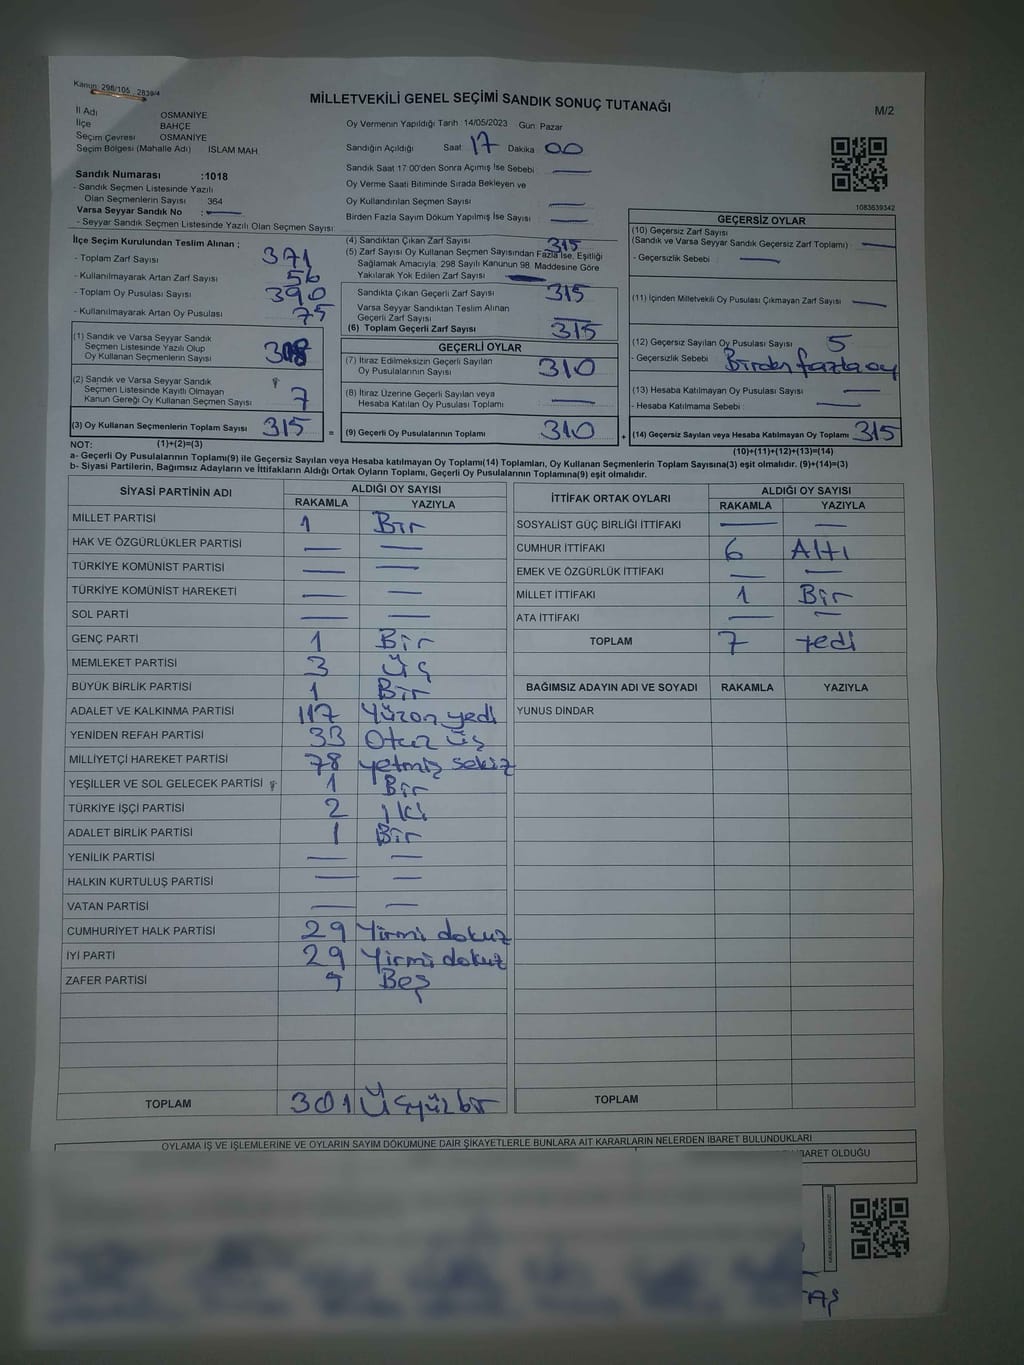 Kanun: 298/105 2839/4
MİLLETVEKİLİ GENEL SEÇİMİ SANDIK SONUÇ TUTANAĞI
M/2
İl Adı OSMANİYE
İlçe BAHÇE
Seçim Çevresi OSMANİYE
Seçim Bölgesi (Mahalle Adı) İSLAM MAH.
Oy Vermenin Yapıldığı Tarih 14/05/2023 Gün: Pazar
Sandığın Açıldığı Saat 17 Dakika 00
Sandık Saat 17:00'den Sonra Açımış İse Sebebi —
Oy Verme Saati Bitiminde Sırada Bekleyen ve
Oy Kullandırılan Seçmen Sayısı —
Birden Fazla Sayım Döküm Yapılmış İse Sayısı —
1083639342
Sandık Numarası :1018
- Sandık Seçmen Listesinde Yazılı
Olan Seçmenlerin Sayısı 364
Varsa Seyyar Sandık No : —
- Seyyar Sandık Seçmen Listesinde Yazılı Olan Seçmen Sayısı:
İlçe Seçim Kurulundan Teslim Alınan ;
- Toplam Zarf Sayısı 371
- Kullanılmayarak Artan Zarf Sayısı 56
- Toplam Oy Pusulası Sayısı 390
- Kullanılmayarak Artan Oy Pusulası 75
(1) Sandık ve Varsa Seyyar Sandık
Seçmen Listesinde Yazılı Olup
Oy Kullanan Seçmenlerin Sayısı 308
(2) Sandık ve Varsa Seyyar Sandık
Seçmen Listesinde Kayıtlı Olmayan
Kanun Gereği Oy Kullanan Seçmen Sayısı 7
(3) Oy Kullanan Seçmenlerin Toplam Sayısı 315
(4) Sandıktan Çıkan Zarf Sayısı 315
(5) Zarf Sayısı Oy Kullanan Seçmen Sayısından Fazla İse, Eşitliği
Sağlamak Amacıyla; 298 Sayılı Kanunun 98. Maddesine Göre
Yakılarak Yok Edilen Zarf Sayısı —
Sandıkta Çıkan Geçerli Zarf Sayısı 315
Varsa Seyyar Sandıktan Teslim Alınan
Geçerli Zarf Sayısı —
(6) Toplam Geçerli Zarf Sayısı 315
GEÇERLİ OYLAR
(7) İtiraz Edilmeksizin Geçerli Sayılan
Oy Pusulalarının Sayısı 310
(8) İtiraz Üzerine Geçerli Sayılan veya
Hesaba Katılan Oy Pusulası Toplamı —
= (9) Geçerli Oy Pusulalarının Toplamı 310
GEÇERSİZ OYLAR
(10) Geçersiz Zarf Sayısı
(Sandık ve Varsa Seyyar Sandık Geçersiz Zarf Toplamı) —
- Geçersizlik Sebebi —
(11) İçinden Milletvekili Oy Pusulası Çıkmayan Zarf Sayısı —
(12) Geçersiz Sayılan Oy Pusulası Sayısı 5
- Geçersizlik Sebebi Birden fazla oy
(13) Hesaba Katılmayan Oy Pusulası Sayısı —
- Hesaba Katılmama Sebebi —
+ (14) Geçersiz Sayılan veya Hesaba Katılmayan Oy Toplamı 315
NOT: (1)+(2)=(3)
(10)+(11)+(12)+(13)=(14)
a- Geçerli Oy Pusulalarının Toplamı(9) ile Geçersiz Sayılan veya Hesaba katılmayan Oy Toplamı(14) Toplamları, Oy Kullanan Seçmenlerin Toplam Sayısına(3) eşit olmalıdır. (9)+(14)=(3)
b- Siyasi Partilerin, Bağımsız Adayların ve İttifakların Aldığı Ortak Oyların Toplamı, Geçerli Oy Pusulalarının Toplamına(9) eşit olmalıdır.
SİYASİ PARTİNİN ADI ALDIĞI OY SAYISI
RAKAMLA YAZIYLA
MİLLET PARTİSİ 1 Bir
HAK VE ÖZGÜRLÜKLER PARTİSİ — —
TÜRKİYE KOMÜNİST PARTİSİ — —
TÜRKİYE KOMÜNİST HAREKETİ — —
SOL PARTİ — —
GENÇ PARTİ 1 Bir
MEMLEKET PARTİSİ 3 Üç
BÜYÜK BİRLİK PARTİSİ 1 Bir
ADALET VE KALKINMA PARTİSİ 117 Yüzon yedi
YENİDEN REFAH PARTİSİ 33 Otuz üç
MİLLİYETÇİ HAREKET PARTİSİ 78 yetmiş sekiz
YEŞİLLER VE SOL GELECEK PARTİSİ 1 Bir
TÜRKİYE İŞÇİ PARTİSİ 2 iki
ADALET BİRLİK PARTİSİ 1 Bir
YENİLİK PARTİSİ — —
HALKIN KURTULUŞ PARTİSİ — —
VATAN PARTİSİ — —
CUMHURİYET HALK PARTİSİ 29 Yirmi dokuz
İYİ PARTİ 29 Yirmi dokuz
ZAFER PARTİSİ 5 Beş
TOPLAM 301 Üçyüzbir
İTTİFAK ORTAK OYLARI ALDIĞI OY SAYISI
RAKAMLA YAZIYLA
SOSYALİST GÜÇ BİRLİĞİ İTTİFAKI — —
CUMHUR İTTİFAKI 6 Altı
EMEK VE ÖZGÜRLÜK İTTİFAKI — —
MİLLET İTTİFAKI 1 Bir
ATA İTTİFAKI — —
TOPLAM 7 yedi
BAĞIMSIZ ADAYIN ADI VE SOYADI RAKAMLA YAZIYLA
YUNUS DİNDAR
TOPLAM
OYLAMA İŞ VE İŞLEMLERİNE VE OYLARIN SAYIM DÖKÜMÜNE DAİR ŞİKAYETLERLE BUNLARA AİT KARARLARIN NELERDEN İBARET BULUNDUKLARI
İBARET OLDUĞU